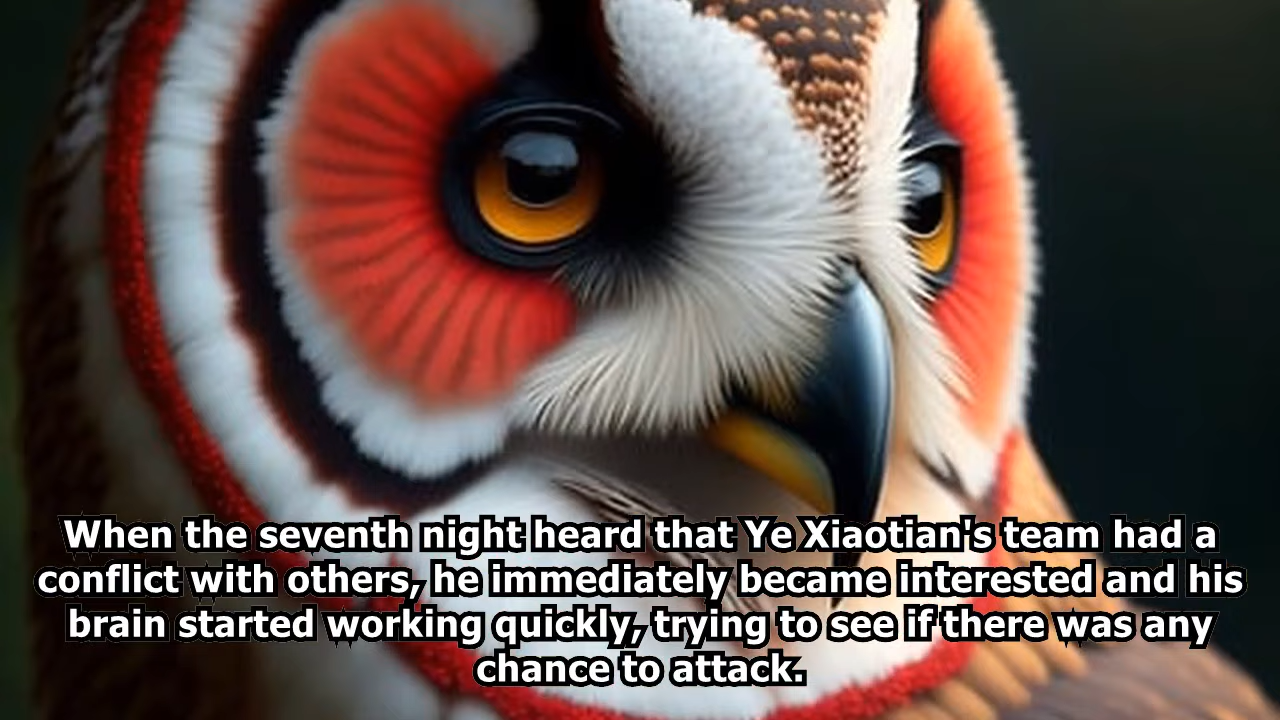 When the seventh night heard that Ye Xiaotian's team had a
conflict with others, he immediately became interested and his
brain started working quickly, trying to see if there was any
chance to attack.